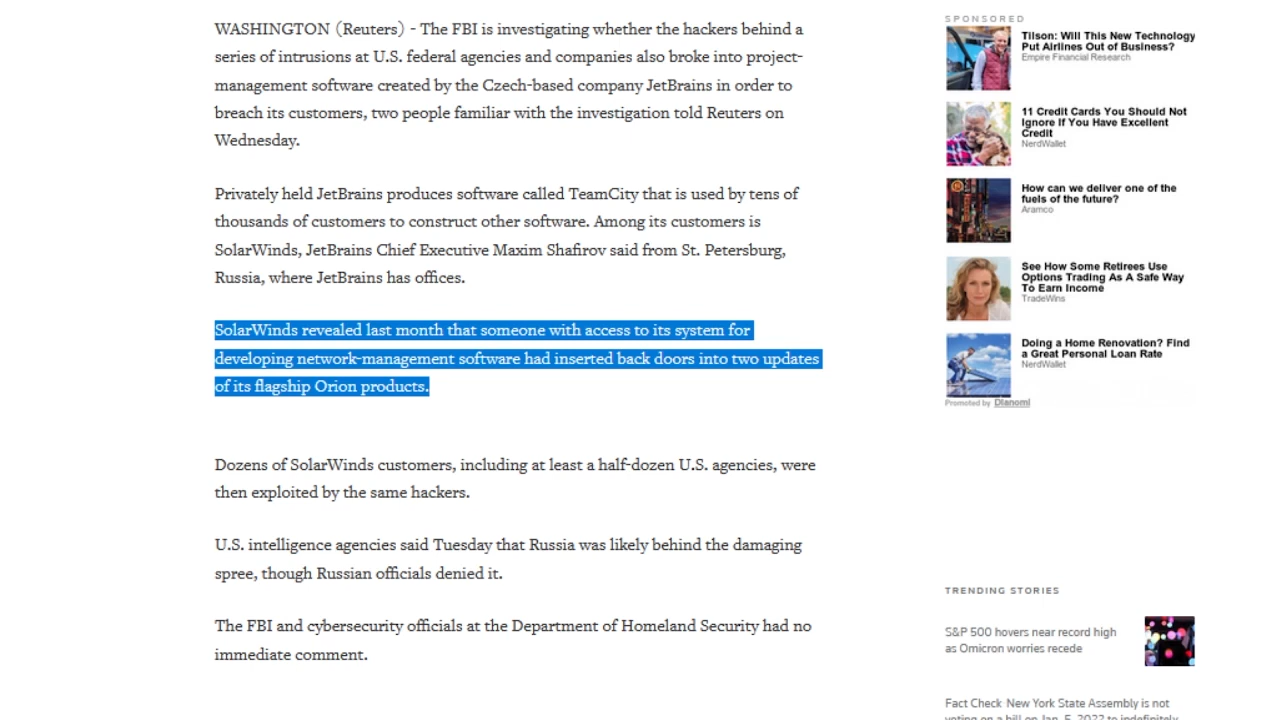 WASHINGTON (Reuters) - The FBI is investigating whether the hackers behind a
series of intrusions at U.S. federal agencies and companies also broke into project-
management software created by the Czech-based company JetBrains in order to
breach its customers, two people familiar with the investigation told Reuters on
Wednesday.
Privately held JetBrains produces software called TeamCity that is used by tens of
thousands of customers to construct other software. Among its customers is
SolarWinds, JetBrains Chief Executive Maxim Shafirov said from St. Petersburg,
Russia, where JetBrains has offices.
SolarWinds revealed last month that someone with access to its system for
developing network-management software had inserted back doors into two updates
of its flagship Orion products.
Dozens of SolarWinds customers, including at least a half-dozen U.S. agencies, were
then exploited by the same hackers.
U.S. intelligence agencies said Tuesday that Russia was likely behind the damaging
spree, though Russian officials denied it.
The FBI and cybersecurity officials at the Department of Homeland Security had no
immediate comment.
SPONSORED
Tilson: Will This New Technology
Put Airlines Out of Business?
Empire Financial Research
11 Credit Cards You Should Not
Ignore If You Have Excellent
Credit
NerdWallet
How can we deliver one of the
fuels of the future?
Aramco
See How Some Retirees Use
Options Trading As A Safe Way
To Earn Income
TradeWins
Doing a Home Renovation? Find
a Great Personal Loan Rate
NerdWallet
Promoted by Dianomi
TRENDING STORIES
S&P 500 hovers near record high
as Omicron worries recede
Fact Check-New York State Assembly is not
voting on a bill on Jan. 5, 2022 to indefinitely